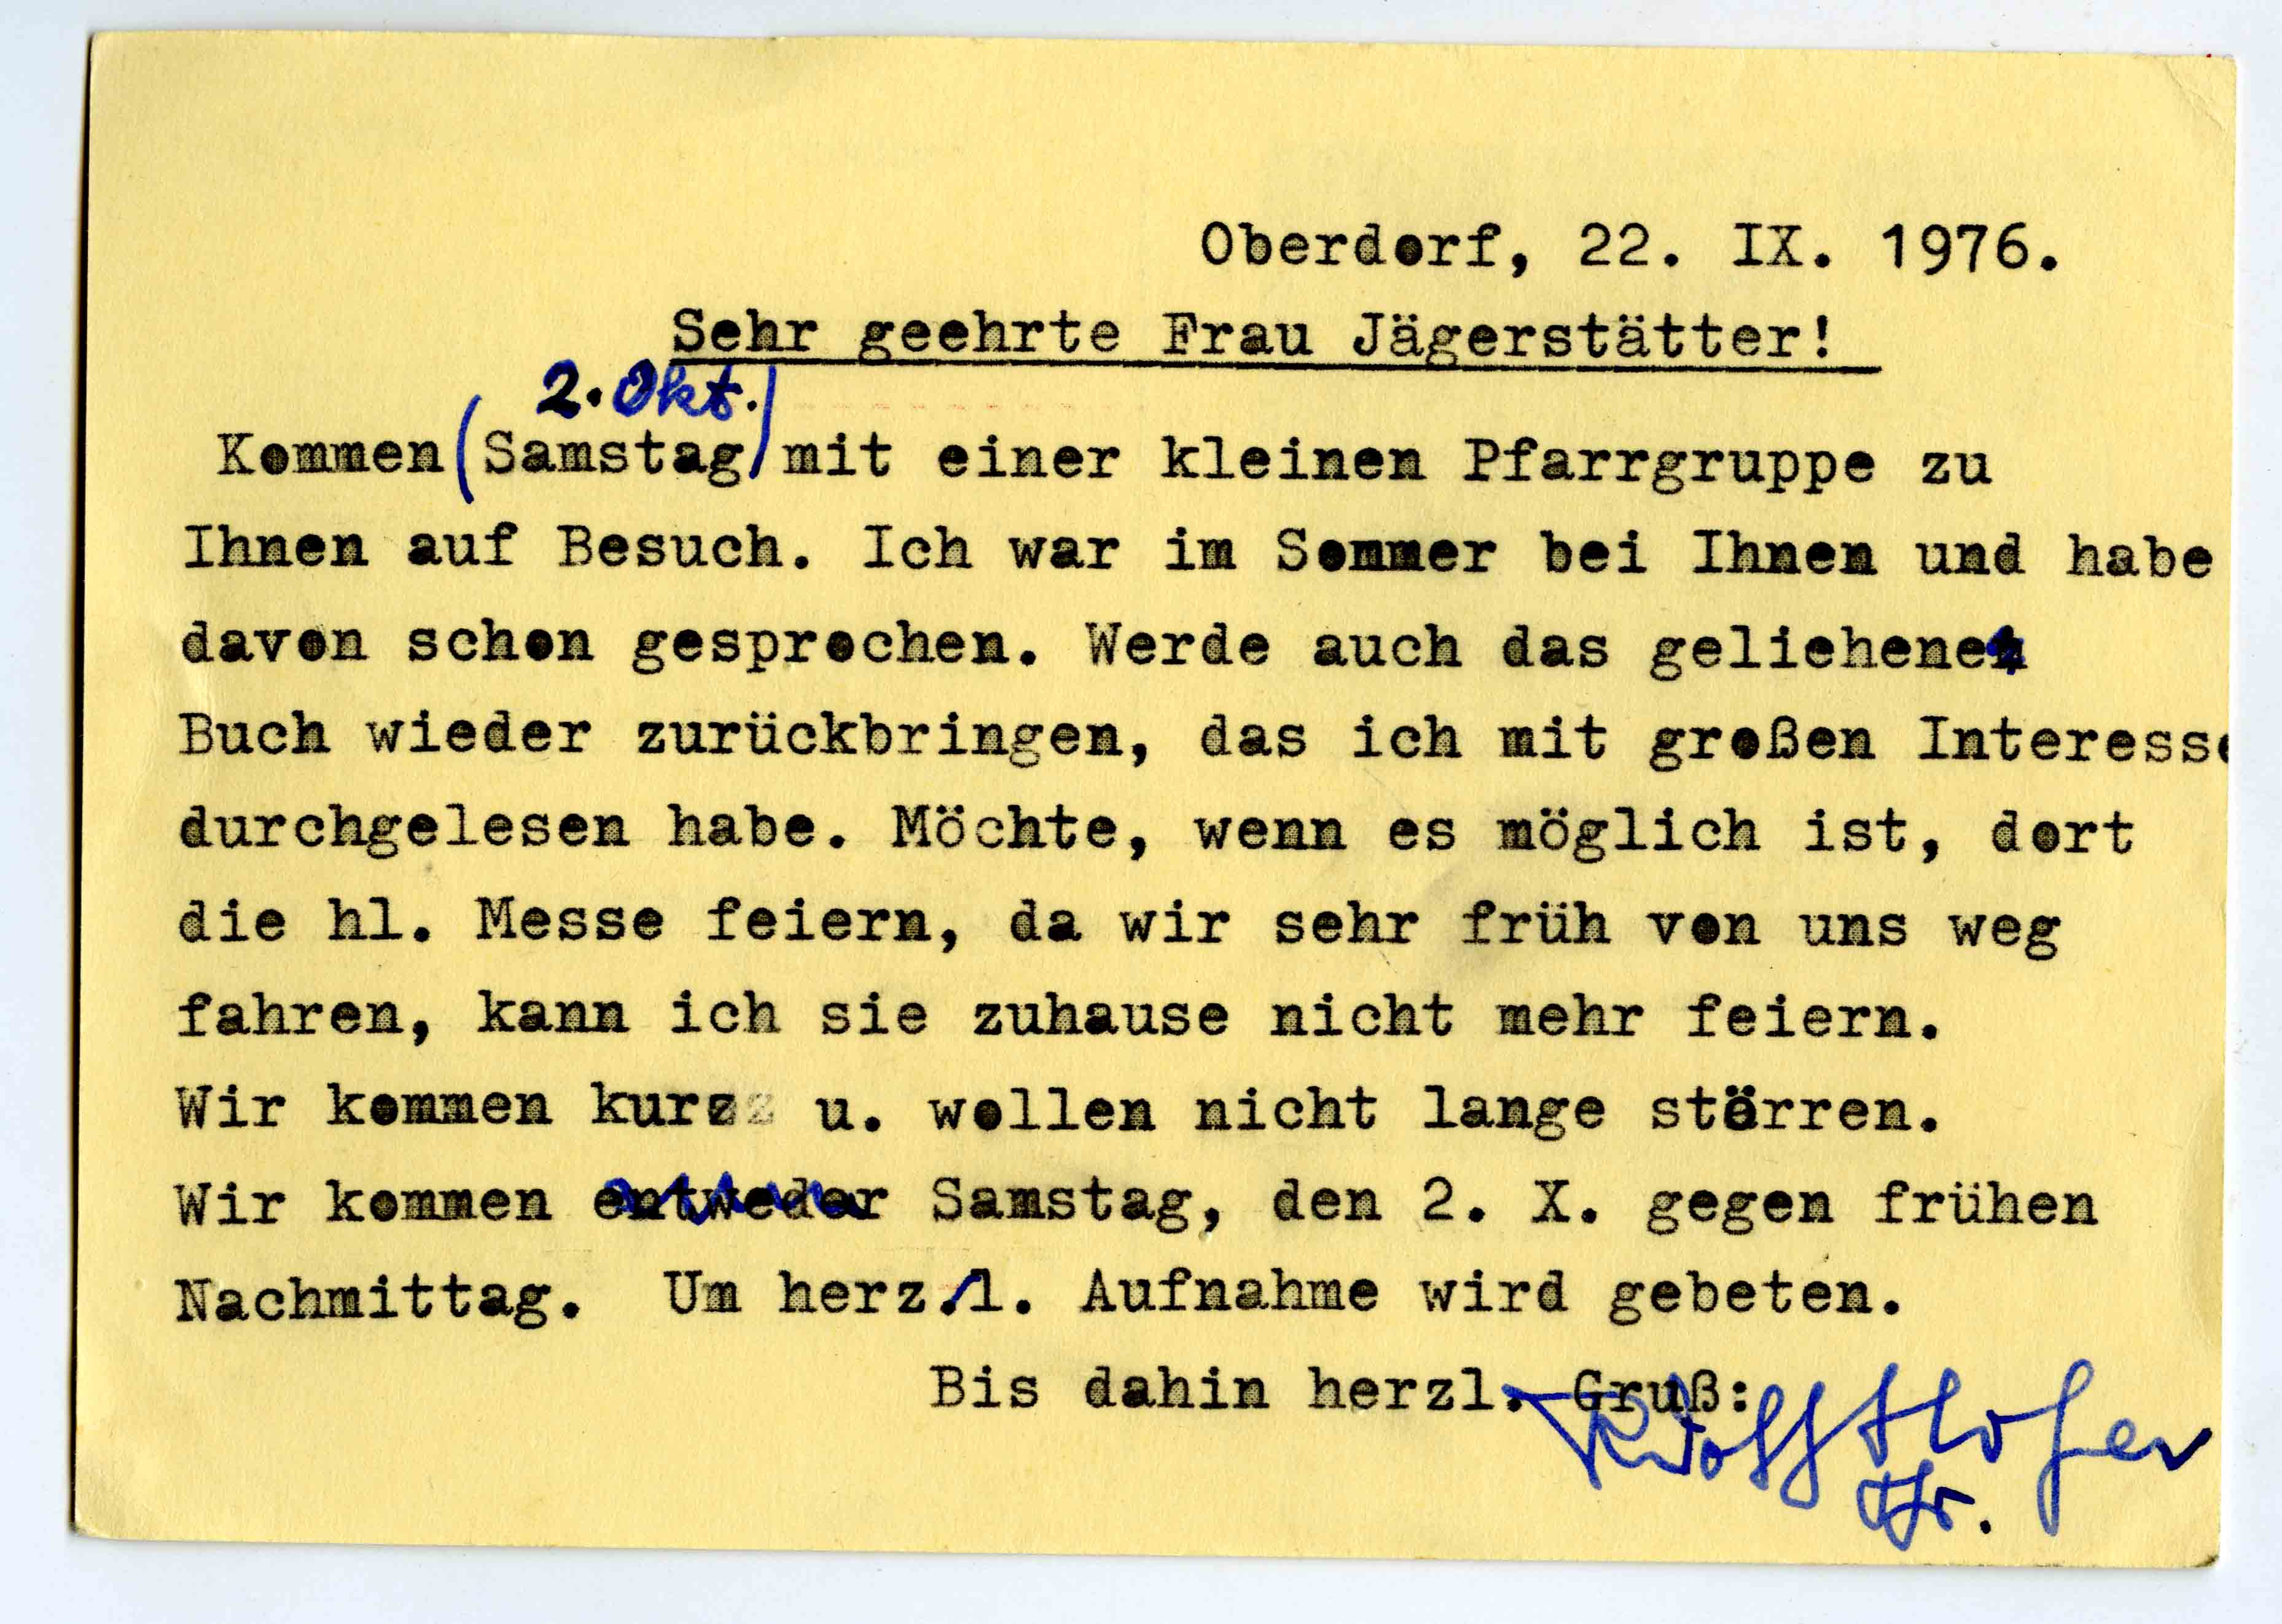 Oberdorf, 22. IX. 1976.
Sehr geehrte Frau Jägerstätter!
2. Okt.)
Kommen (Samstag) mit einer kleinen Pfarrgruppe zu
Ihnen auf Besuch. Ich war im Sommer bei Ihnen und habe
davon schon gesprochen. Werde auch das geliehene
Buch wieder zurückbringen, das ich mit großen Interesse
durchgelesen habe. Möchte, wenn es möglich ist, dort
die hl. Messe feiern, da wir sehr früh von uns weg
fahren, kann ich sie zuhause nicht mehr feiern.
Wir kommen kurz u. wollen nicht lange störren.
Wir kommen entweder Samstag, den 2. X. gegen frühen
Nachmittag. Um herz.l. Aufnahme wird gebeten.
Bis dahin herzl. Gruß: